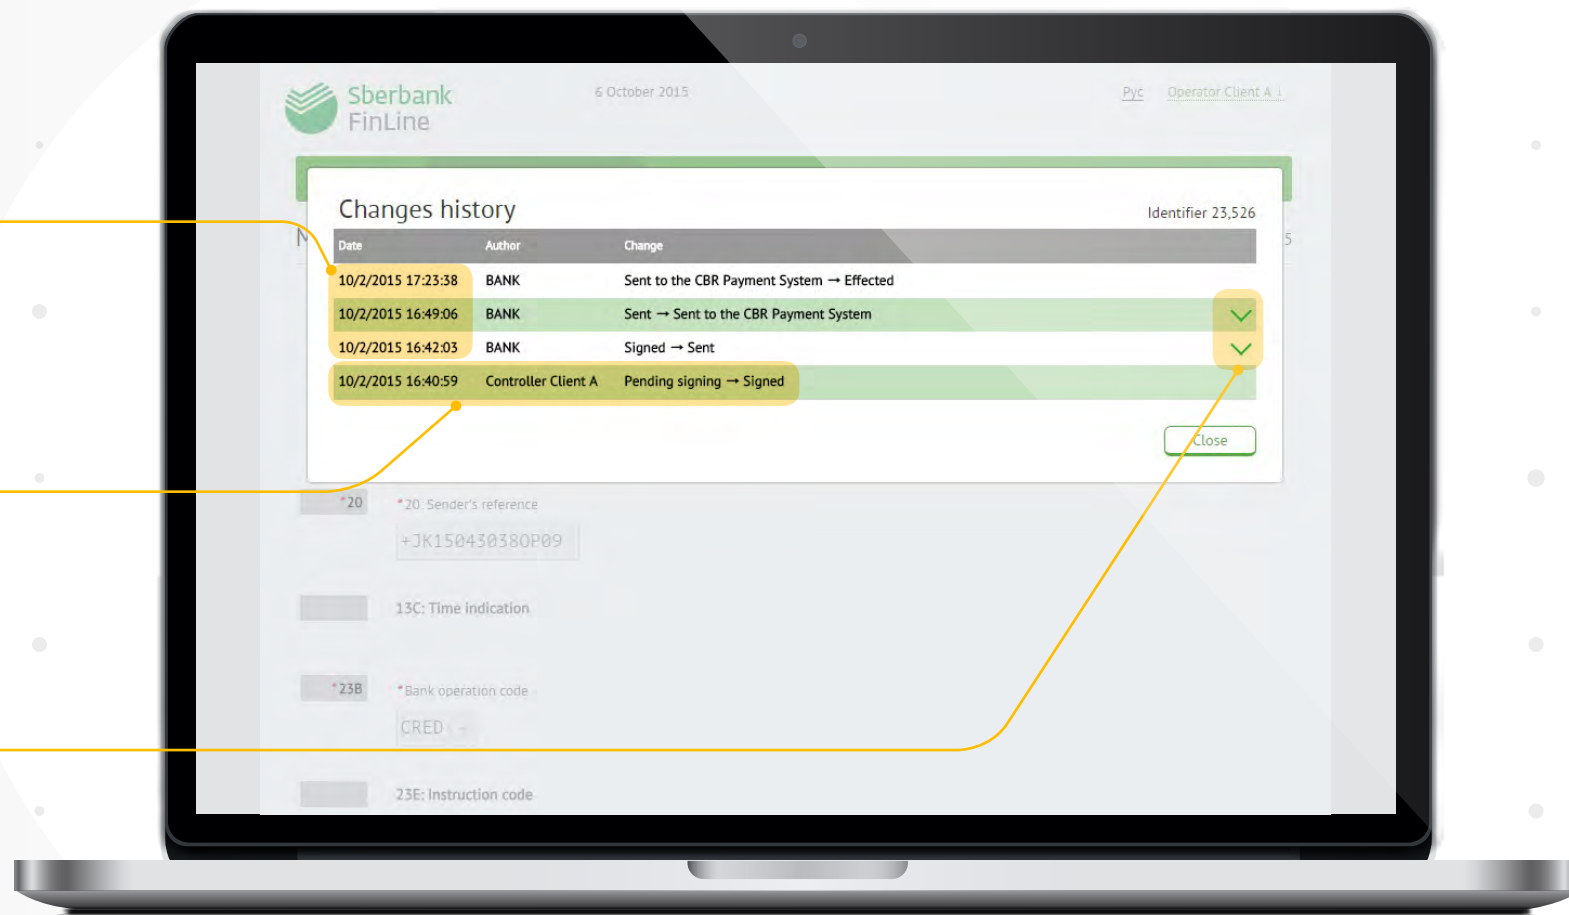 Sberbank
FinLine
6 October 2015
Рус Operator Client A ↓
Changes history
Identifier 23,526
Date Author Change
10/2/2015 17:23:38 BANK Sent to the CBR Payment System → Effected
10/2/2015 16:49:06 BANK Sent → Sent to the CBR Payment System
10/2/2015 16:42:03 BANK Signed → Sent
10/2/2015 16:40:59 Controller Client A Pending signing → Signed
Close
*20 *20: Sender's reference
+JK15043038OP09
13C: Time indication
*23B *Bank operation code
CRED
23E: Instruction code